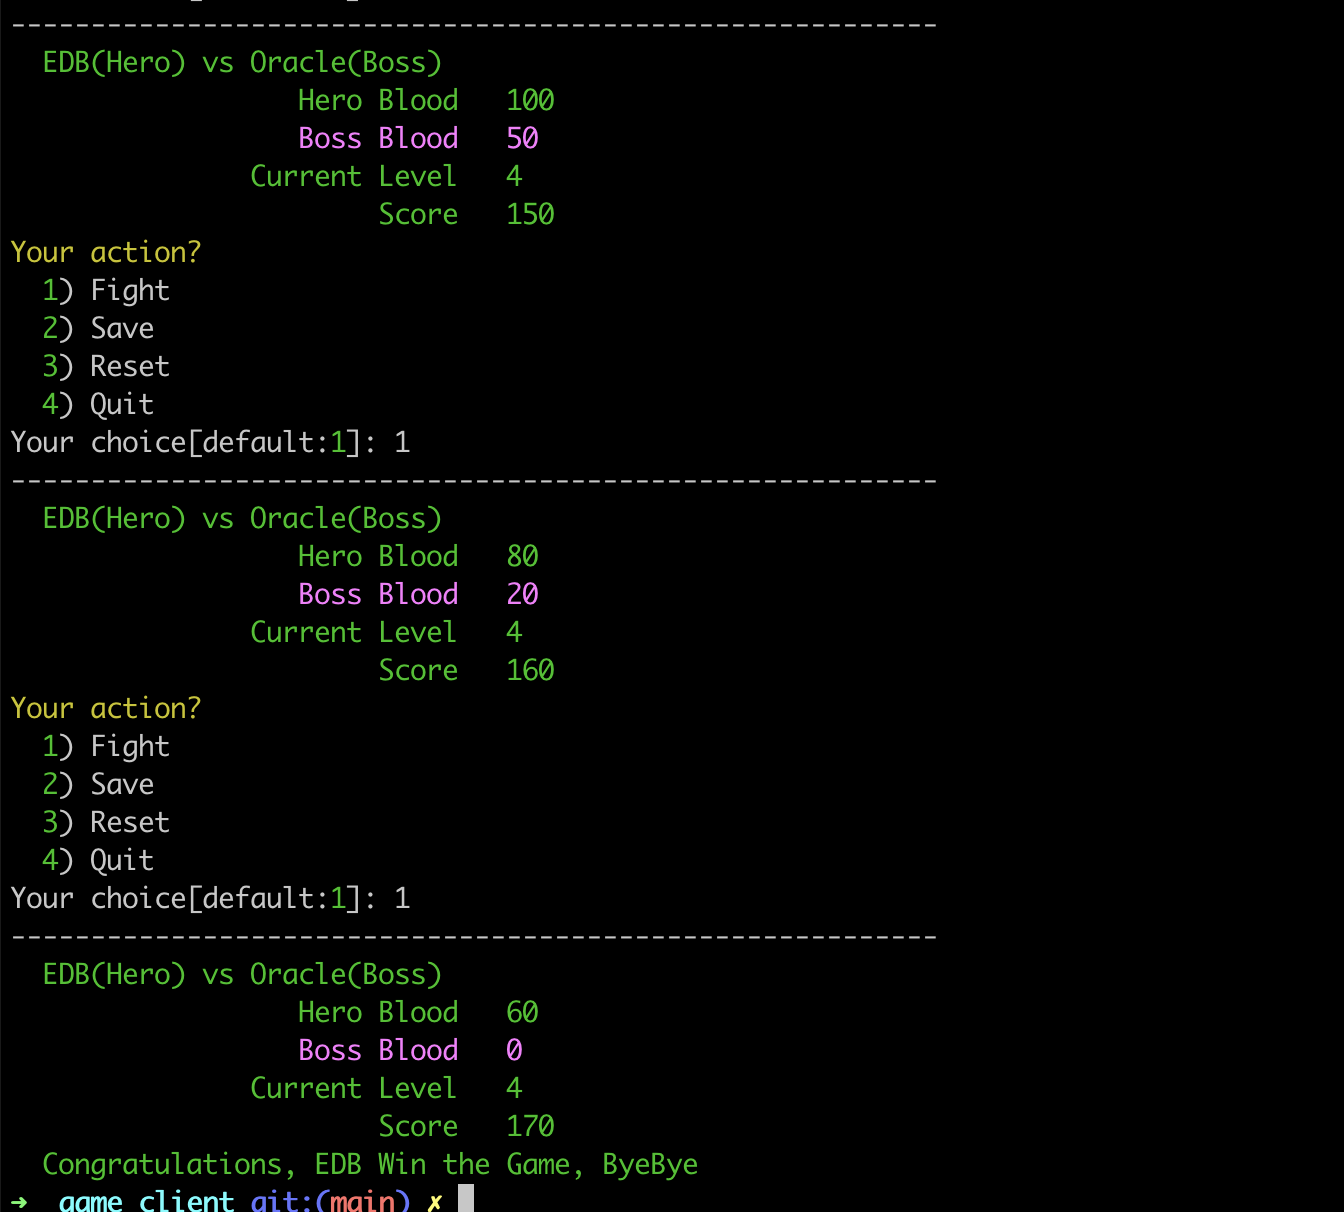 --------------------------------------------------------
EDB(Hero) vs Oracle(Boss)
Hero Blood 100
Boss Blood 50
Current Level 4
Score 150
Your action?
1) Fight
2) Save
3) Reset
4) Quit
Your choice[default:1]: 1
----------------------------------------------------------
EDB(Hero) vs Oracle(Boss)
Hero Blood 80
Boss Blood 20
Current Level 4
Score 160
Your action?
1) Fight
2) Save
3) Reset
4) Quit
Your choice[default:1]: 1
----------------------------------------------------------
EDB(Hero) vs Oracle(Boss)
Hero Blood 60
Boss Blood 0
Current Level 4
Score 170
Congratulations, EDB Win the Game, ByeBye
➜ game_client git:(main) ✗